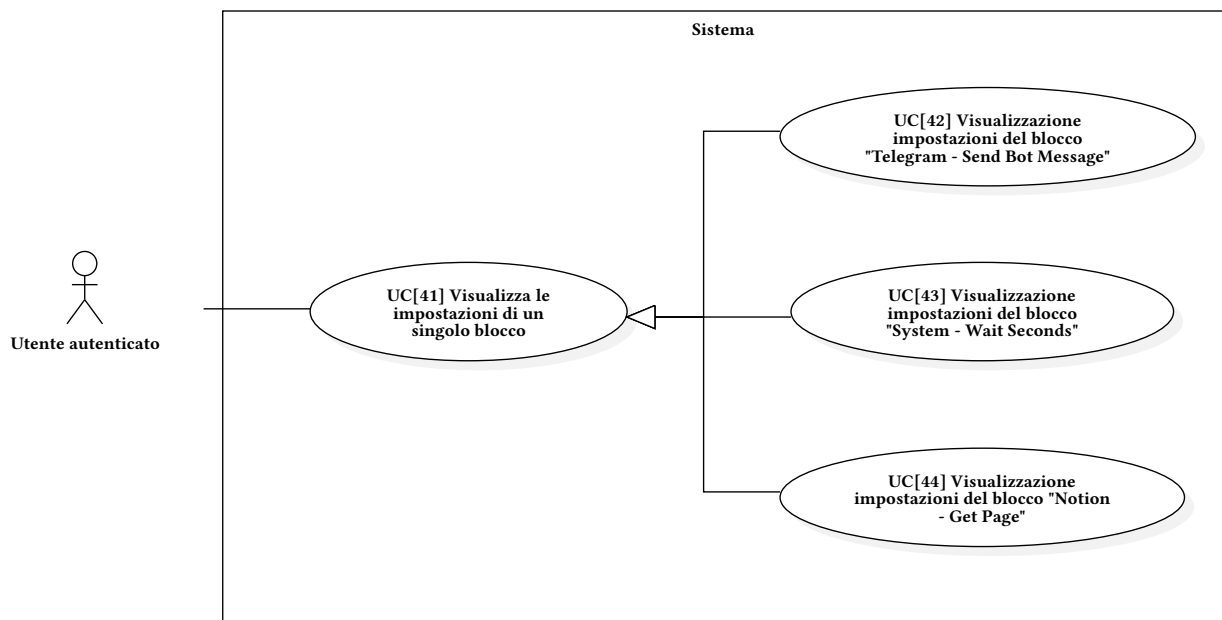 Sistema
UC[42] Visualizzazione
impostazioni del blocco
"Telegram - Send Bot Message"
UC[41] Visualizza le
impostazioni di un
singolo blocco
UC[43] Visualizzazione
impostazioni del blocco
"System - Wait Seconds"
Utente autenticato
UC[44] Visualizzazione
impostazioni del blocco "Notion
- Get Page"